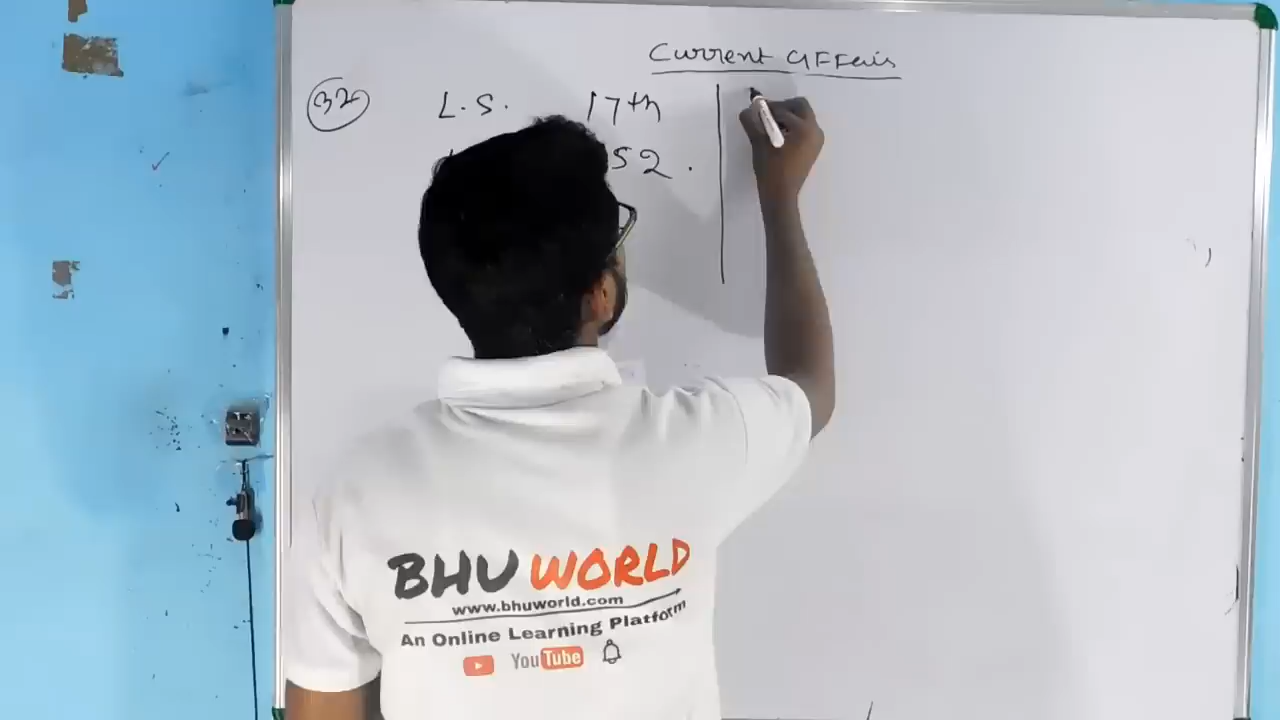 Current Affairs
32
L.S. 17th
52.
BHU WORLD
www.bhuworld.com
An Online Learning Platform
YouTube